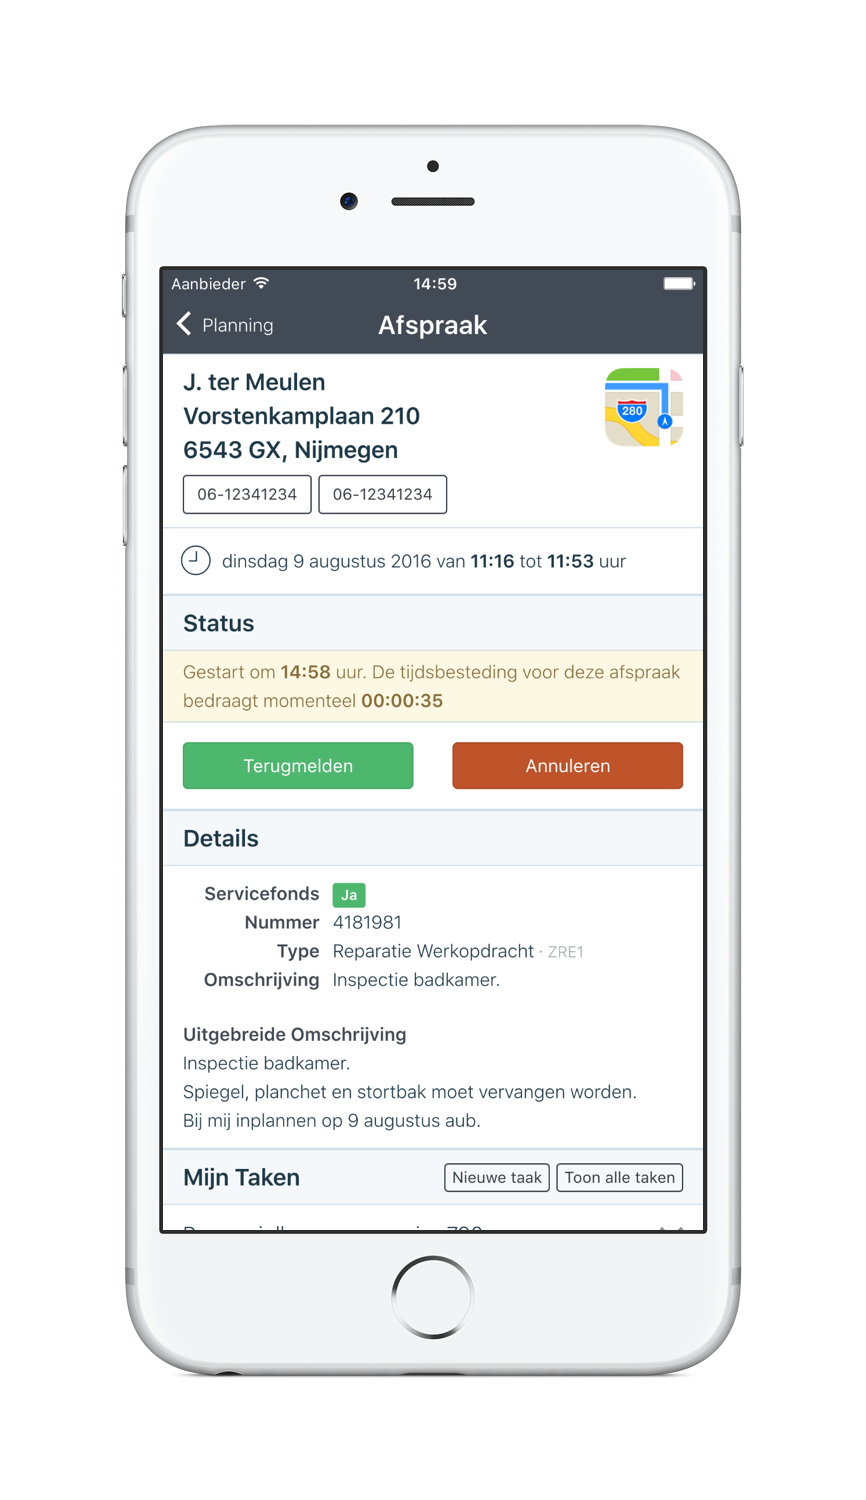 Aanbieder 14:59
Planning Afspraak
J. ter Meulen
280
Vorstenkamplaan 210
6543 GX, Nijmegen
06-12341234 06-12341234
dinsdag 9 augustus 2016 van 11:16 tot 11:53 uur
Status
Gestart om 14:58 uur. De tijdsbesteding voor deze afspraak
bedraagt momenteel 00:00:35
Terugmelden Annuleren
Details
Servicefonds Ja
Nummer 4181981
Type Reparatie Werkopdracht · ZRE1
Omschrijving Inspectie badkamer.
Uitgebreide Omschrijving
Inspectie badkamer.
Spiegel, planchet en stortbak moet vervangen worden.
Bij mij inplannen op 9 augustus aub.
Mijn Taken Nieuwe taak Toon alle taken